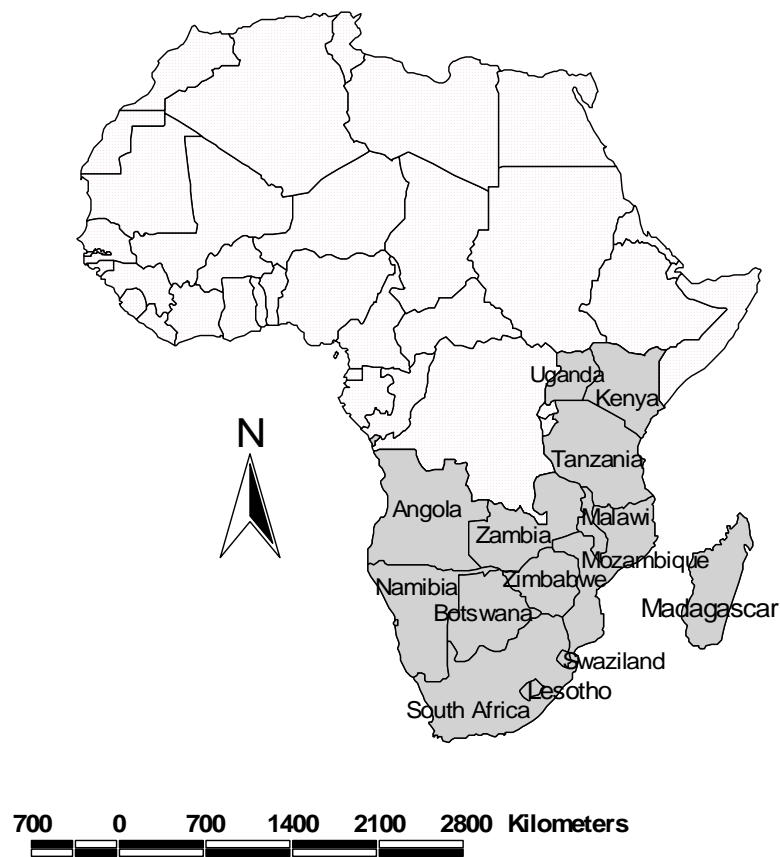 Uganda
Kenya
N
Tanzania
Angola
Malawi
Zambia
Mozambique
Zimbabwe
Namibia
Madagascar
Botswana
Swaziland
Lesotho
South Africa
700 0 700 1400 2100 2800 Kilometers